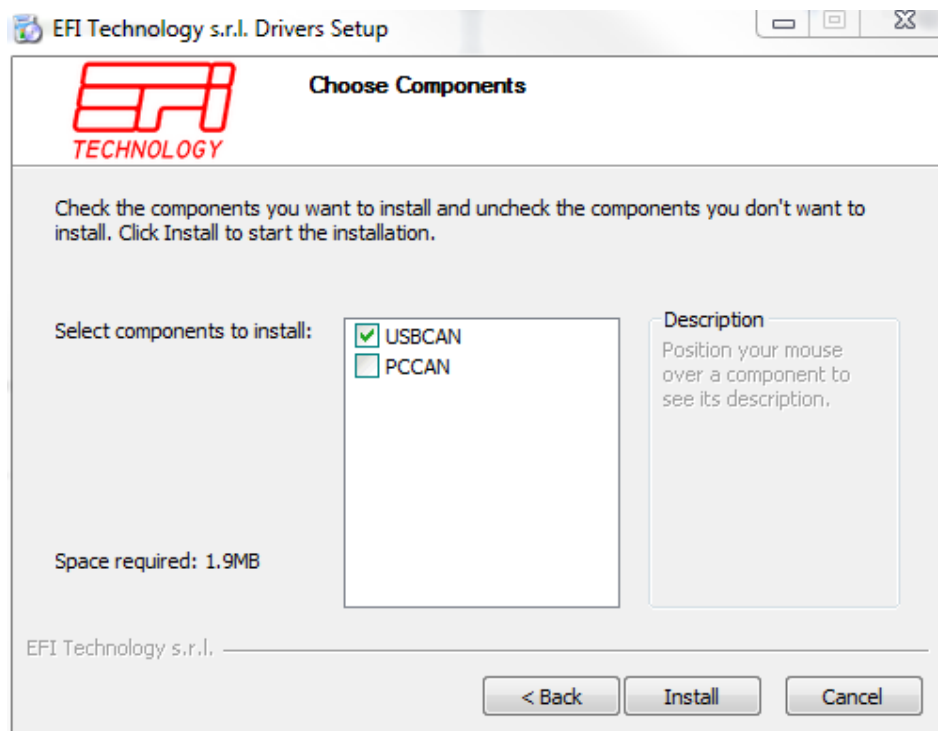 EFI Technology s.r.l. Drivers Setup
EFI
TECHNOLOGY
Choose Components
Check the components you want to install and uncheck the components you don't want to
install. Click Install to start the installation.
Select components to install:
USBCAN
PCCAN
Description
Position your mouse
over a component to
see its description.
Space required: 1.9MB
EFI Technology s.r.l.
< Back
Install
Cancel